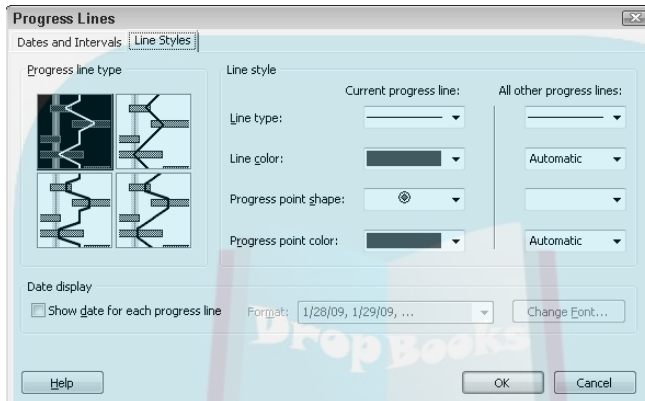 Progress Lines
Dates and Intervals Line Styles
Progress line type
Line style
Current progress line: All other progress lines:
Line type:
Line color: Automatic
Progress point shape:
Progress point color: Automatic
Date display
Show date for each progress line Format: 1/28/09, 1/29/09, ... Change Font...
Drop Books
Help OK Cancel